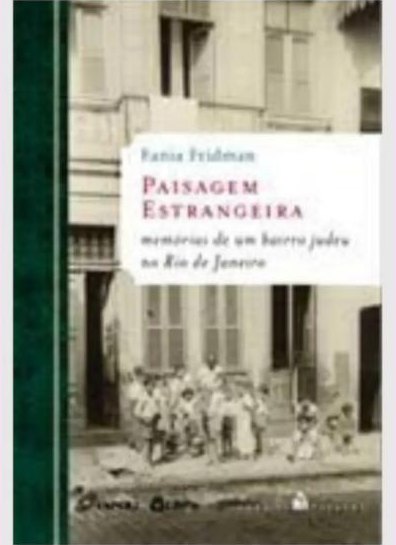 Fania Fridman
PAISAGEM
ESTRANGEIRA
memórias de um bairro judeu
no Rio de Janeiro